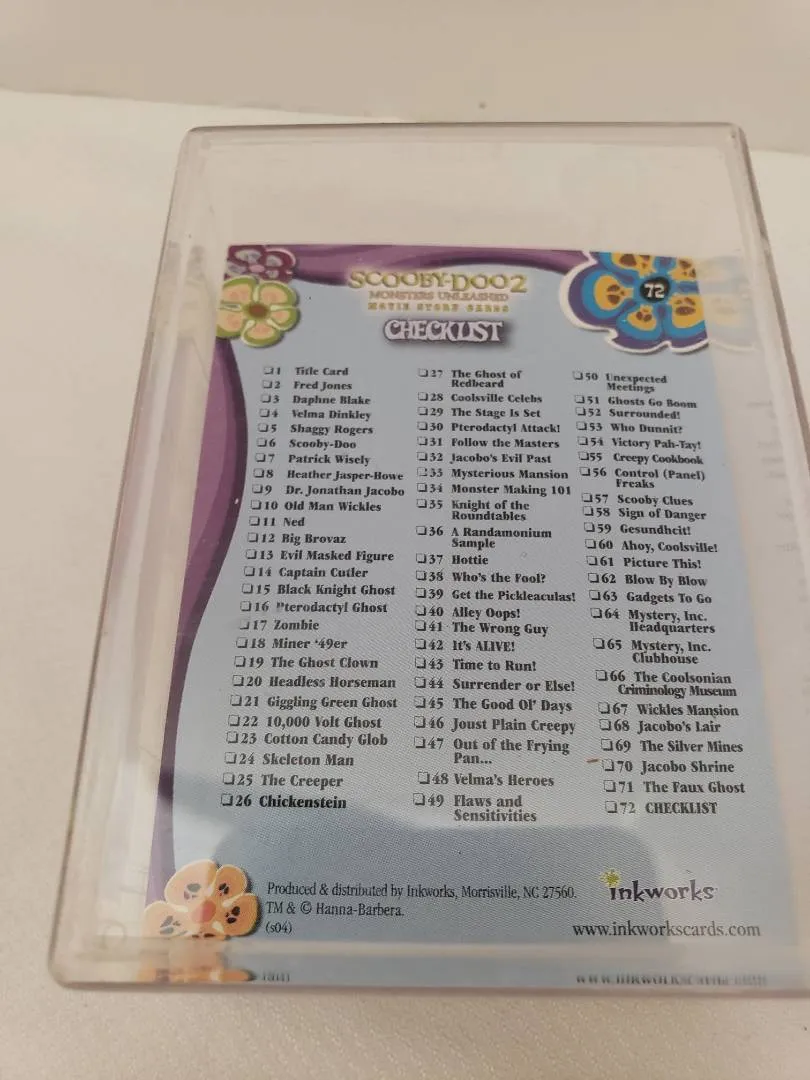 SCOOBY-DOO 2
MONSTERS UNLEASHED
MOVIE STORY CARDS
CHECKLIST
72
❏1 Title Card
❏2 Fred Jones
❏3 Daphne Blake
❏4 Velma Dinkley
❏5 Shaggy Rogers
❏6 Scooby-Doo
❏7 Patrick Wisely
❏8 Heather Jasper-Howe
❏9 Dr. Jonathan Jacobo
❏10 Old Man Wickles
❏11 Ned
❏12 Big Brovaz
❏13 Evil Masked Figure
❏14 Captain Cutler
❏15 Black Knight Ghost
❏16 Pterodactyl Ghost
❏17 Zombie
❏18 Miner '49er
❏19 The Ghost Clown
❏20 Headless Horseman
❏21 Giggling Green Ghost
❏22 10,000 Volt Ghost
❏23 Cotton Candy Glob
❏24 Skeleton Man
❏25 The Creeper
❏26 Chickenstein
❏27 The Ghost of
Redbeard
❏28 Coolsville Celebs
❏29 The Stage Is Set
❏30 Pterodactyl Attack!
❏31 Follow the Masters
❏32 Jacobo's Evil Past
❏33 Mysterious Mansion
❏34 Monster Making 101
❏35 Knight of the
Roundtables
❏36 A Randamonium
Sample
❏37 Hottie
❏38 Who's the Fool?
❏39 Get the Pickleaculas!
❏40 Alley Oops!
❏41 The Wrong Guy
❏42 It's ALIVE!
❏43 Time to Run!
❏44 Surrender or Else!
❏45 The Good Ol' Days
❏46 Joust Plain Creepy
❏47 Out of the Frying
Pan...
❏48 Velma's Heroes
❏49 Flaws and
Sensitivities
❏50 Unexpected
Meetings
❏51 Ghosts Go Boom
❏52 Surrounded!
❏53 Who Dunnit?
❏54 Victory Pah-Tay!
❏55 Creepy Cookbook
❏56 Control (Panel)
Freaks
❏57 Scooby Clues
❏58 Sign of Danger
❏59 Gesundheit!
❏60 Ahoy, Coolsville!
❏61 Picture This!
❏62 Blow By Blow
❏63 Gadgets To Go
❏64 Mystery, Inc.
Headquarters
❏65 Mystery, Inc.
Clubhouse
❏66 The Coolsonian
Criminology Museum
❏67 Wickles Mansion
❏68 Jacobo's Lair
❏69 The Silver Mines
❏70 Jacobo Shrine
❏71 The Faux Ghost
❏72 CHECKLIST
Produced & distributed by Inkworks, Morrisville, NC 27560.
TM & © Hanna-Barbera.
(s04)
inkworks
www.inkworkscards.com